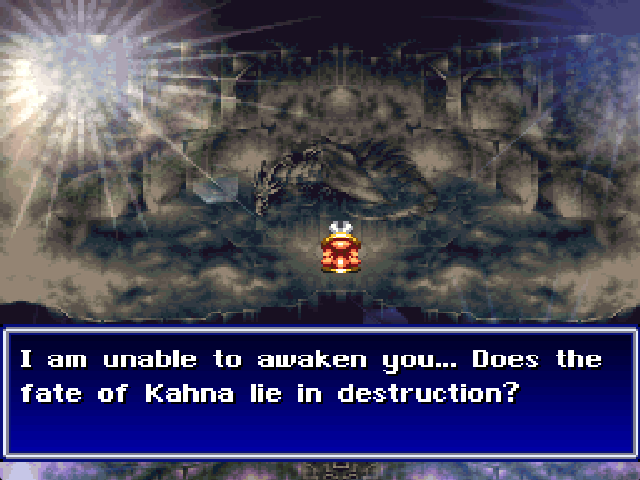 I am unable to awaken you... Does the
fate of Kahna lie in destruction?